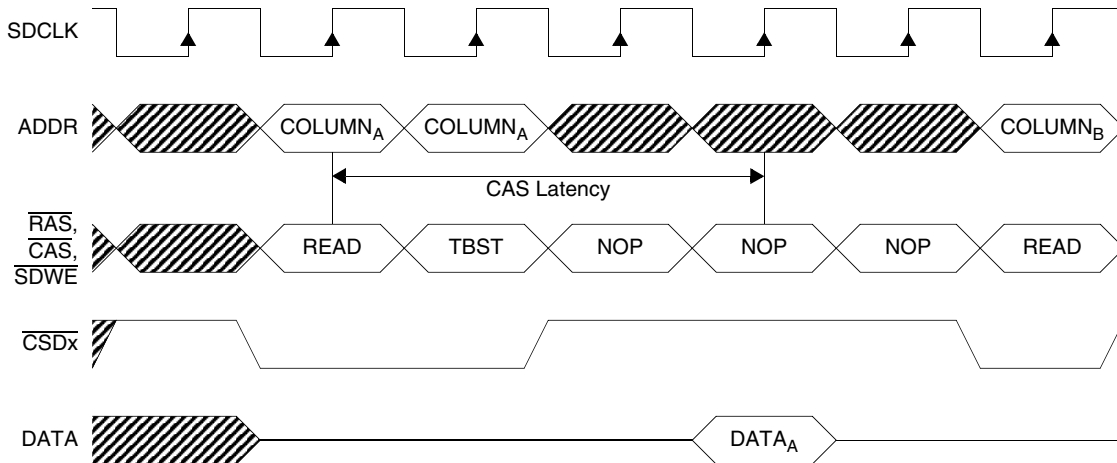 SDCLK
ADDR COLUMNA COLUMNA COLUMNB
CAS Latency
RAS,
CAS,
SDWE
READ TBST NOP NOP NOP READ
CSDx
DATA DATAA